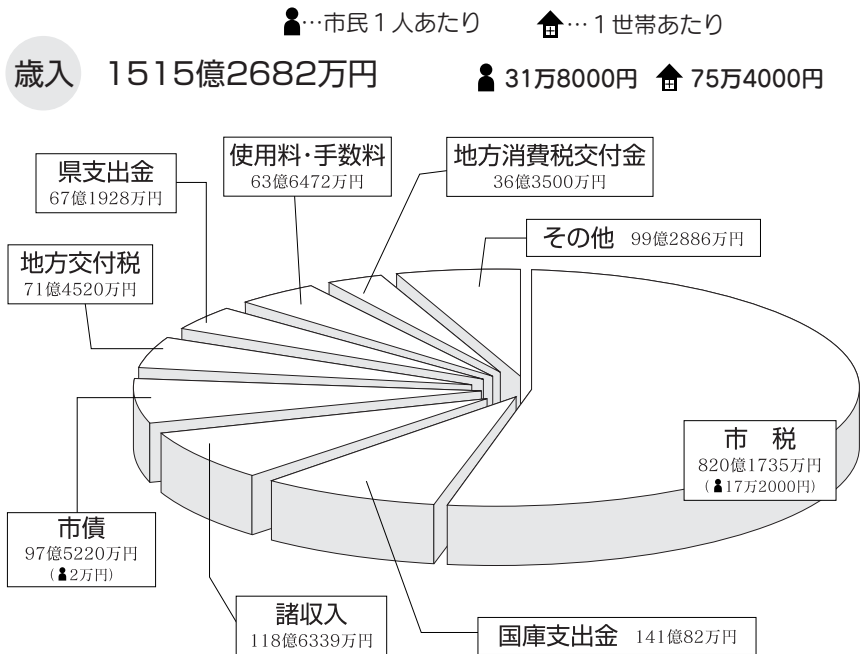 …市民1人あたり …1世帯あたり
歳入 1515億2682万円 31万8000円 75万4000円
使用料・手数料
63億6472万円
地方消費税交付金
36億3500万円
県支出金
67億1928万円
その他 99億2886万円
地方交付税
71億4520万円
市 税
820億1735万円
(17万2000円)
市債
97億5220万円
(2万円)
諸収入
118億6339万円
国庫支出金 141億82万円